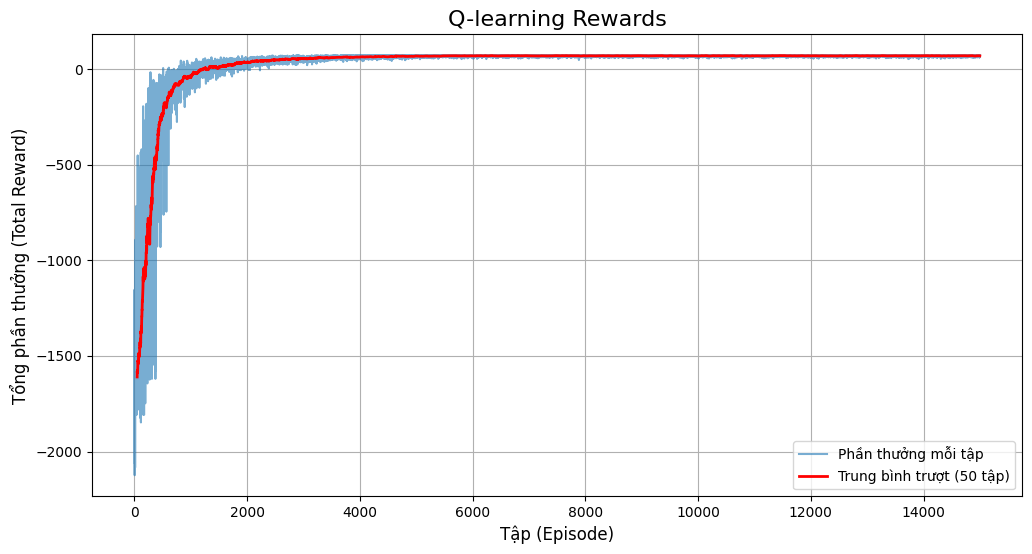 Q-learning Rewards
Tổng phần thưởng (Total Reward)
0
−500
−1000
−1500
−2000
0
2000
4000
6000
8000
10000
12000
14000
Tập (Episode)
Phần thưởng mỗi tập
Trung bình trượt (50 tập)